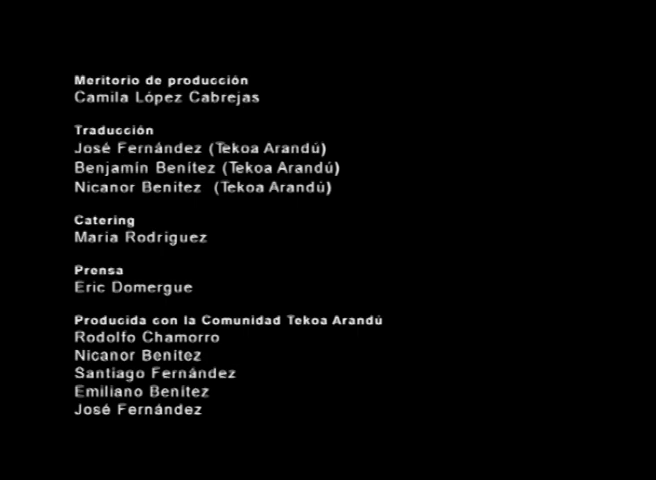 Meritorio de producción
Camila López Cabrejas
Traducción
José Fernández (Tekoa Arandú)
Benjamín Benítez (Tekoa Arandú)
Nicanor Benítez (Tekoa Arandú)
Catering
Maria Rodriguez
Prensa
Eric Domergue
Producida con la Comunidad Tekoa Arandú
Rodolfo Chamorro
Nicanor Benítez
Santiago Fernández
Emiliano Benítez
José Fernández